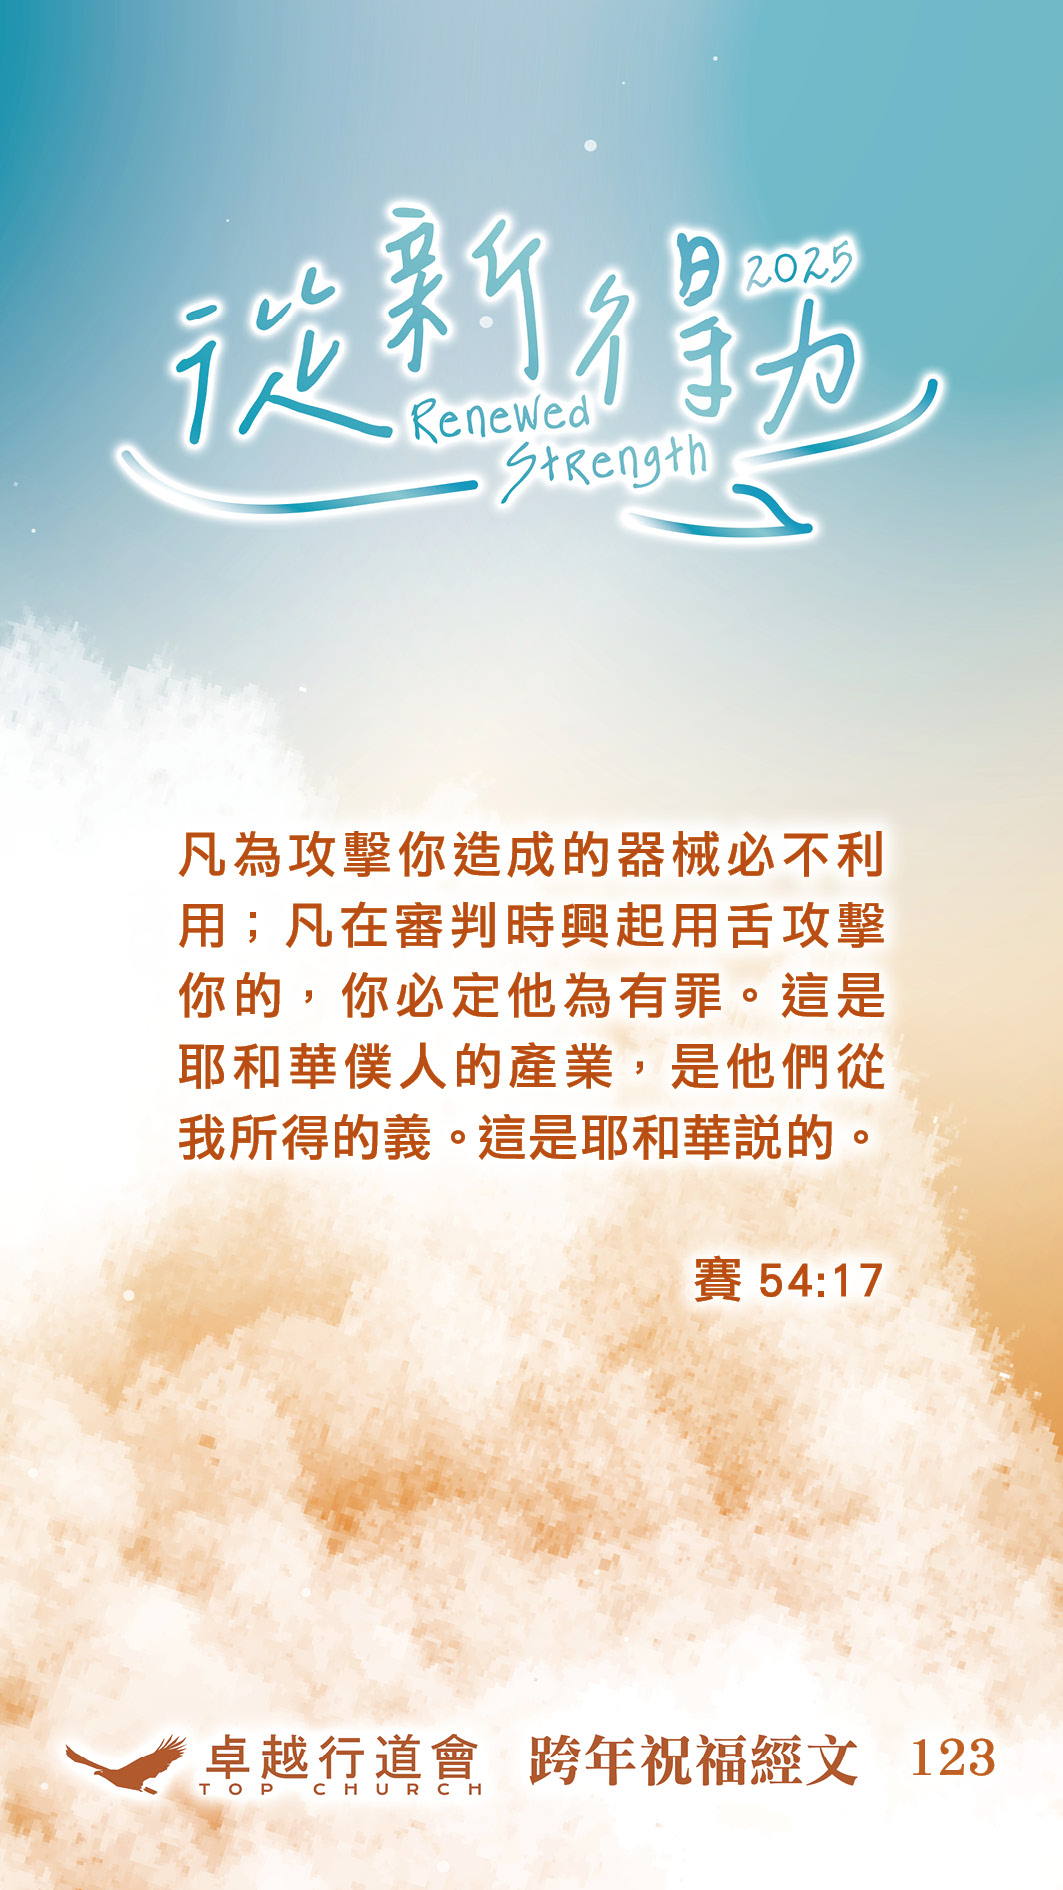 從新得力 2025
Renewed
Strength
凡為攻擊你造成的器械必不利
用；凡在審判時興起用舌攻擊
你的，你必定他為有罪。這是
耶和華僕人的產業，是他們從
我所得的義。這是耶和華説的。
賽 54:17
卓越行道會 跨年祝福經文 123
TOP CHURCH